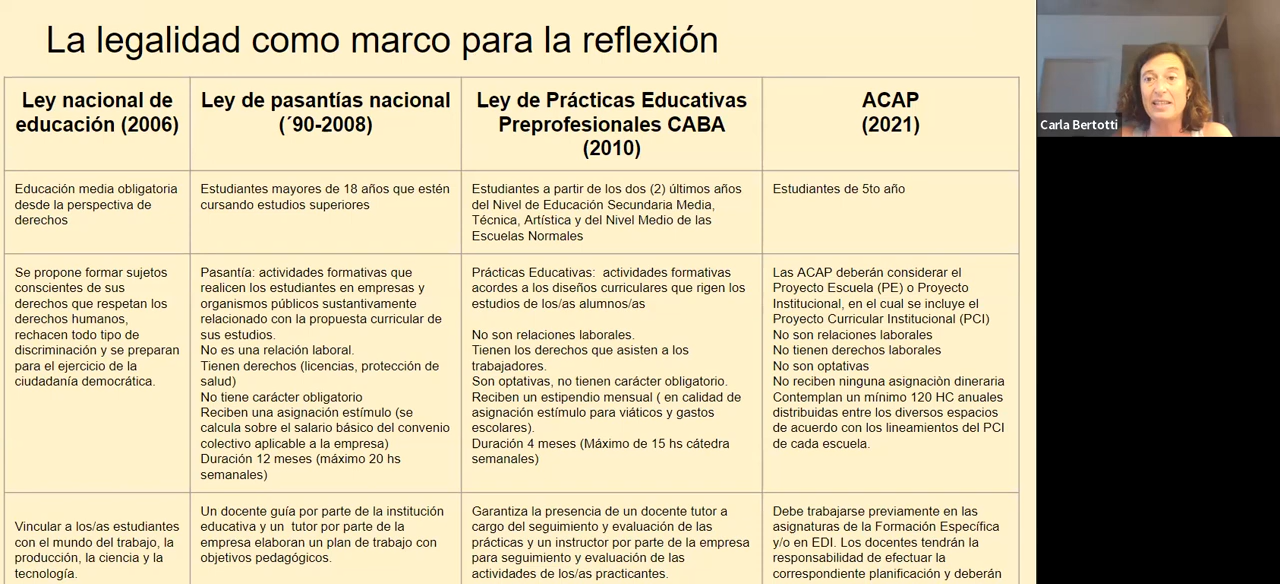 La legalidad como marco para la reflexión
Ley nacional de
educación (2006)
Ley de pasantías nacional
(´90-2008)
Ley de Prácticas Educativas
Preprofesionales CABA
(2010)
ACAP
(2021)
Educación media obligatoria
desde la perspectiva de
derechos
Estudiantes mayores de 18 años que estén
cursando estudios superiores
Estudiantes a partir de los dos (2) últimos años
del Nivel de Educación Secundaria Media,
Técnica, Artística y del Nivel Medio de las
Escuelas Normales
Estudiantes de 5to año
Se propone formar sujetos
conscientes de sus
derechos que respetan los
derechos humanos,
rechacen todo tipo de
discriminación y se preparan
para el ejercicio de la
ciudadanía democrática.
Pasantía: actividades formativas que
realicen los estudiantes en empresas y
organismos públicos sustantivamente
relacionado con la propuesta curricular de
sus estudios.
No es una relación laboral.
Tienen derechos (licencias, protección de
salud)
No tiene carácter obligatorio
Reciben una asignación estímulo (se
calcula sobre el salario básico del convenio
colectivo aplicable a la empresa)
Duración 12 meses (máximo 20 hs
semanales)
Prácticas Educativas:  actividades formativas
acordes a los diseños curriculares que rigen los
estudios de los/as alumnos/as
No son relaciones laborales.
Tienen los derechos que asisten a los
trabajadores.
Son optativas, no tienen carácter obligatorio.
Reciben un estipendio mensual ( en calidad de
asignación estímulo para viáticos y gastos
escolares).
Duración 4 meses (Máximo de 15 hs cátedra
semanales)
Las ACAP deberán considerar el
Proyecto Escuela (PE) o Proyecto
Institucional, en el cual se incluye el
Proyecto Curricular Institucional (PCI)
No son relaciones laborales
No tienen derechos laborales
No son optativas
No reciben ninguna asignaciòn dineraria
Contemplan un mínimo 120 HC anuales
distribuidas entre los diversos espacios
de acuerdo con los lineamientos del PCI
de cada escuela.
Vincular a los/as estudiantes
con el mundo del trabajo, la
producción, la ciencia y la
tecnología.
Un docente guía por parte de la institución
educativa y un  tutor por parte de la
empresa elaboran un plan de trabajo con
objetivos pedagógicos.
Garantiza la presencia de un docente tutor a
cargo del seguimiento y evaluación de las
prácticas y un instructor por parte de la empresa
para seguimiento y evaluación de las
actividades de los/as practicantes.
Debe trabajarse previamente en las
asignaturas de la Formación Específica
y/o en EDI. Los docentes tendrán la
responsabilidad de efectuar la
correspondiente planificación y deberán
Carla Bertotti